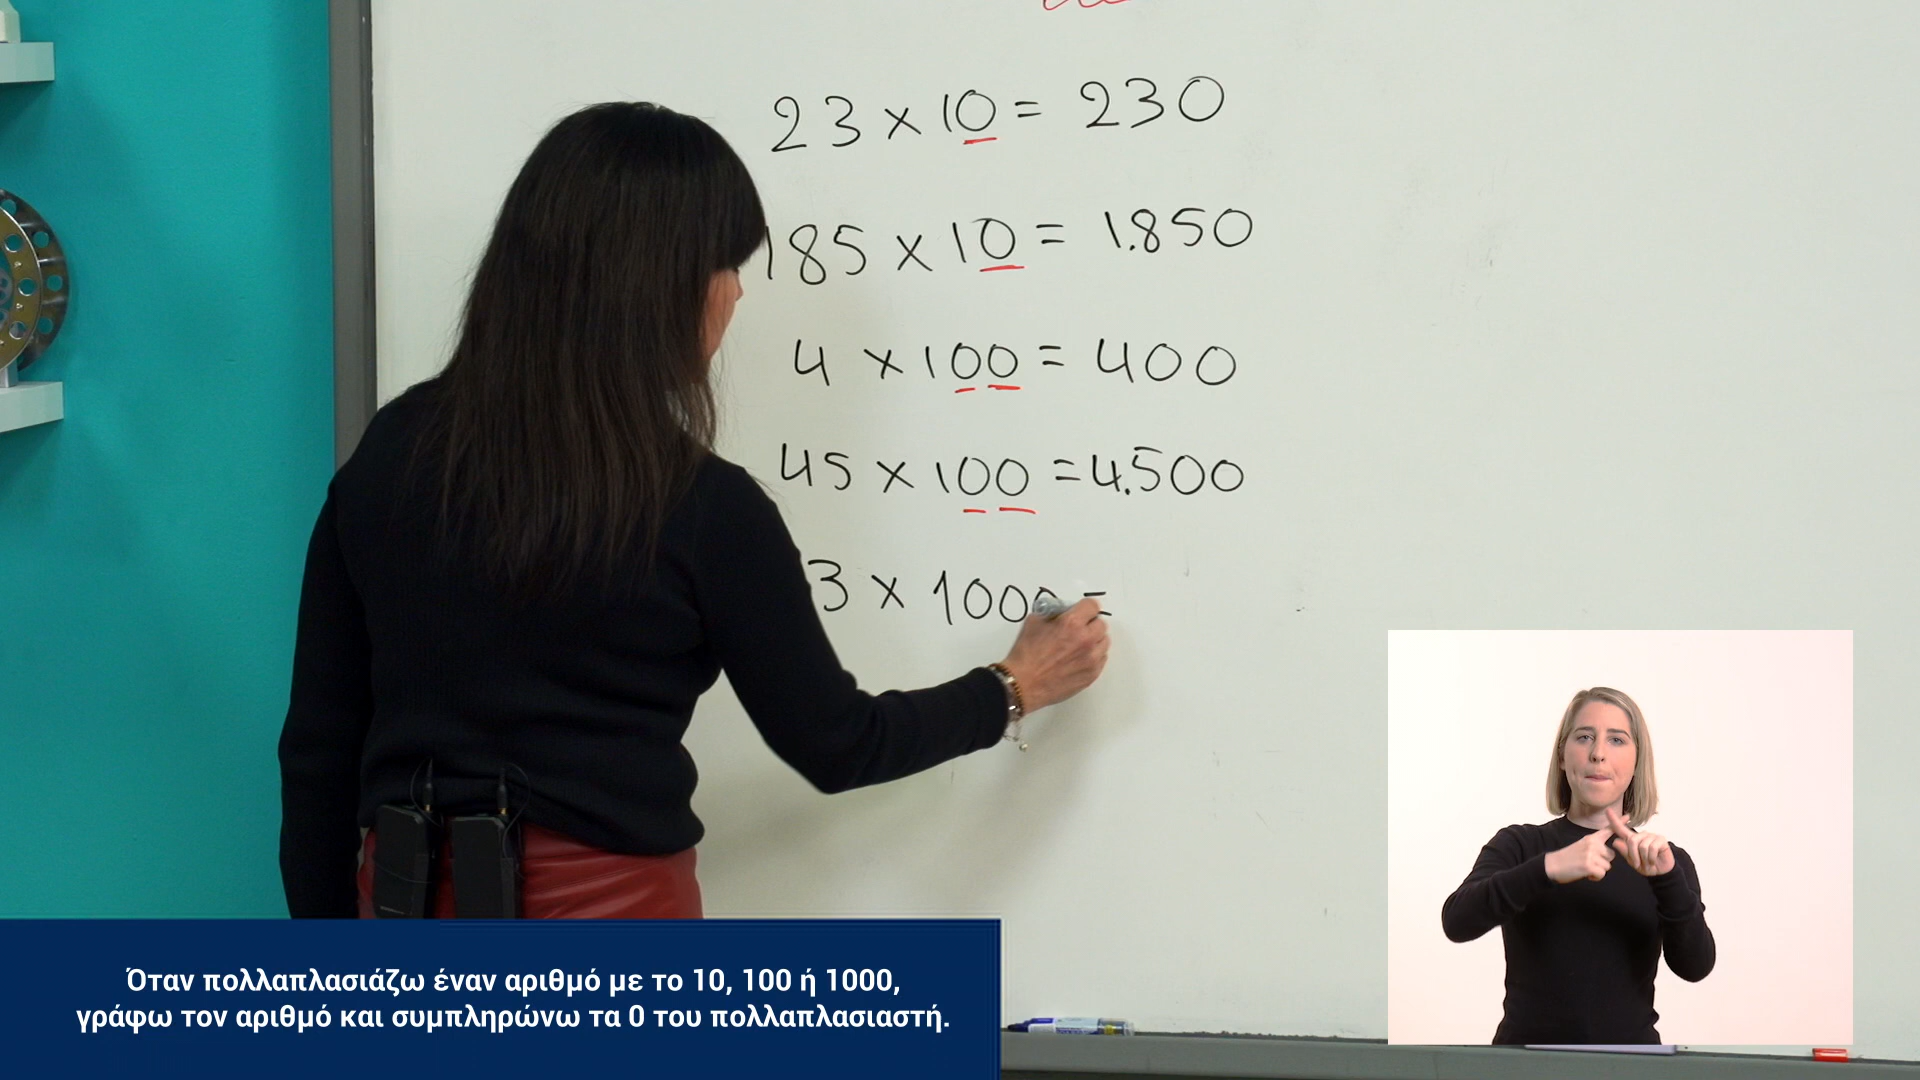 23 x 10 = 230
185 x 10 = 1.850
4 x 100 = 400
45 x 100 = 4.500
3 x 1000 =
Όταν πολλαπλασιάζω έναν αριθμό με το 10, 100 ή 1000,
γράφω τον αριθμό και συμπληρώνω τα 0 του πολλαπλασιαστή.